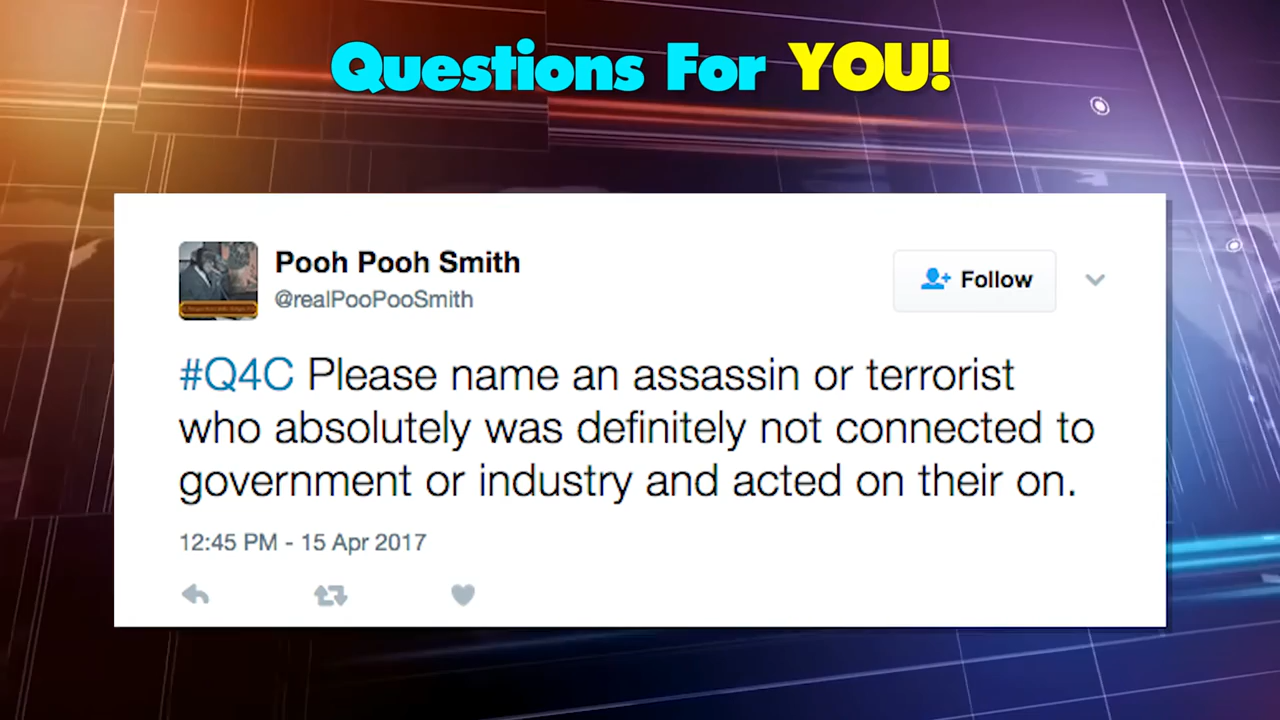 Questions For YOU!
Pooh Pooh Smith
@realPooPooSmith
Follow
#Q4C Please name an assassin or terrorist
who absolutely was definitely not connected to
government or industry and acted on their on.
12:45 PM - 15 Apr 2017